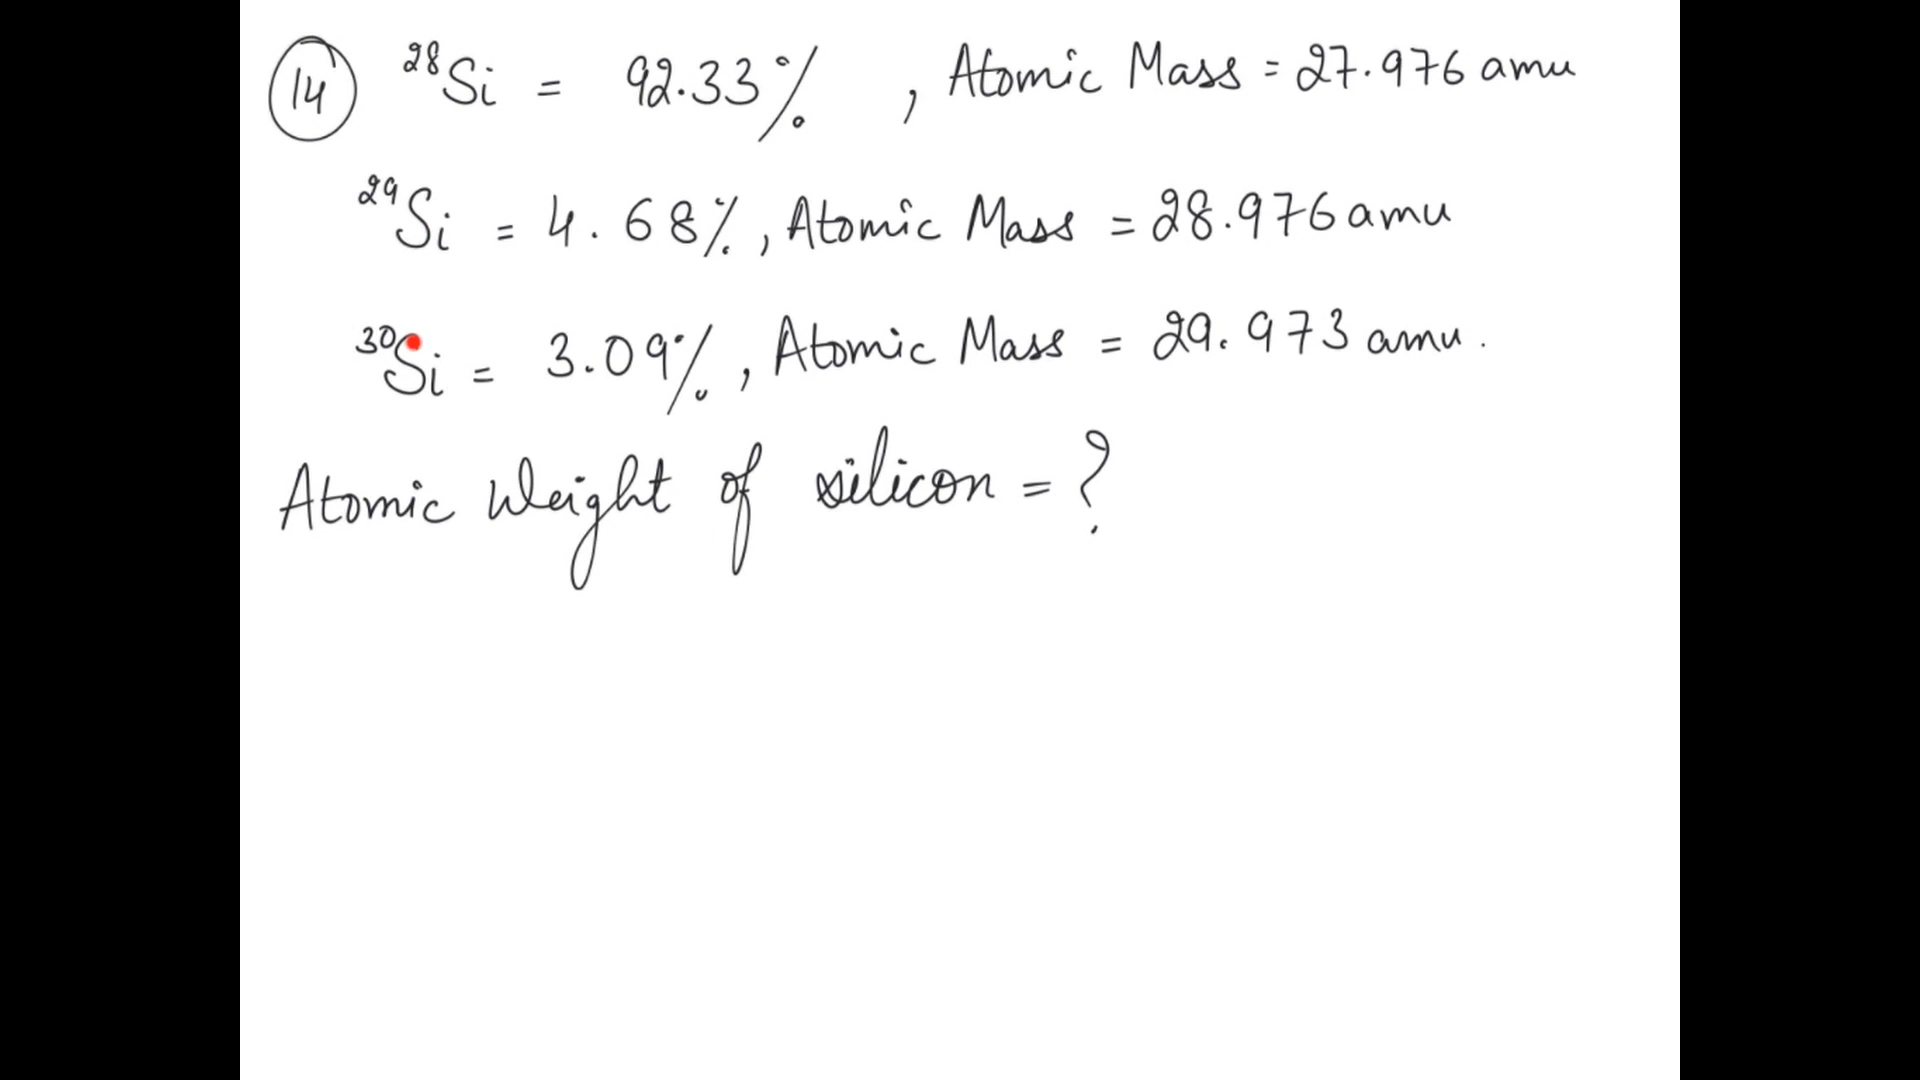 14 ²⁸Si = 92.33% , Atomic Mass = 27.976 amu
²⁹Si = 4.68%, Atomic Mass = 28.976 amu
³⁰Si = 3.09%, Atomic Mass = 29.973 amu.
Atomic Weight of silicon = ?